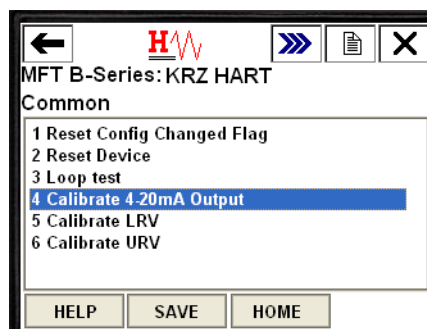 H
MFT B-Series: KRZ HART
Common
1 Reset Config Changed Flag
2 Reset Device
3 Loop test
4 Calibrate 4-20mA Output
5 Calibrate LRV
6 Calibrate URV
HELP SAVE HOME